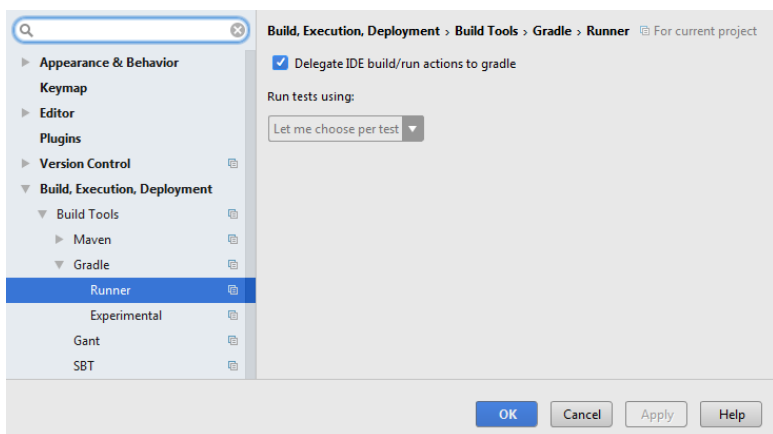 Build, Execution, Deployment › Build Tools › Gradle › Runner For current project
Appearance & Behavior
Keymap
Editor
Plugins
Version Control
Build, Execution, Deployment
Build Tools
Maven
Gradle
Runner
Experimental
Gant
SBT
Delegate IDE build/run actions to gradle
Run tests using:
Let me choose per test
OK
Cancel
Apply
Help